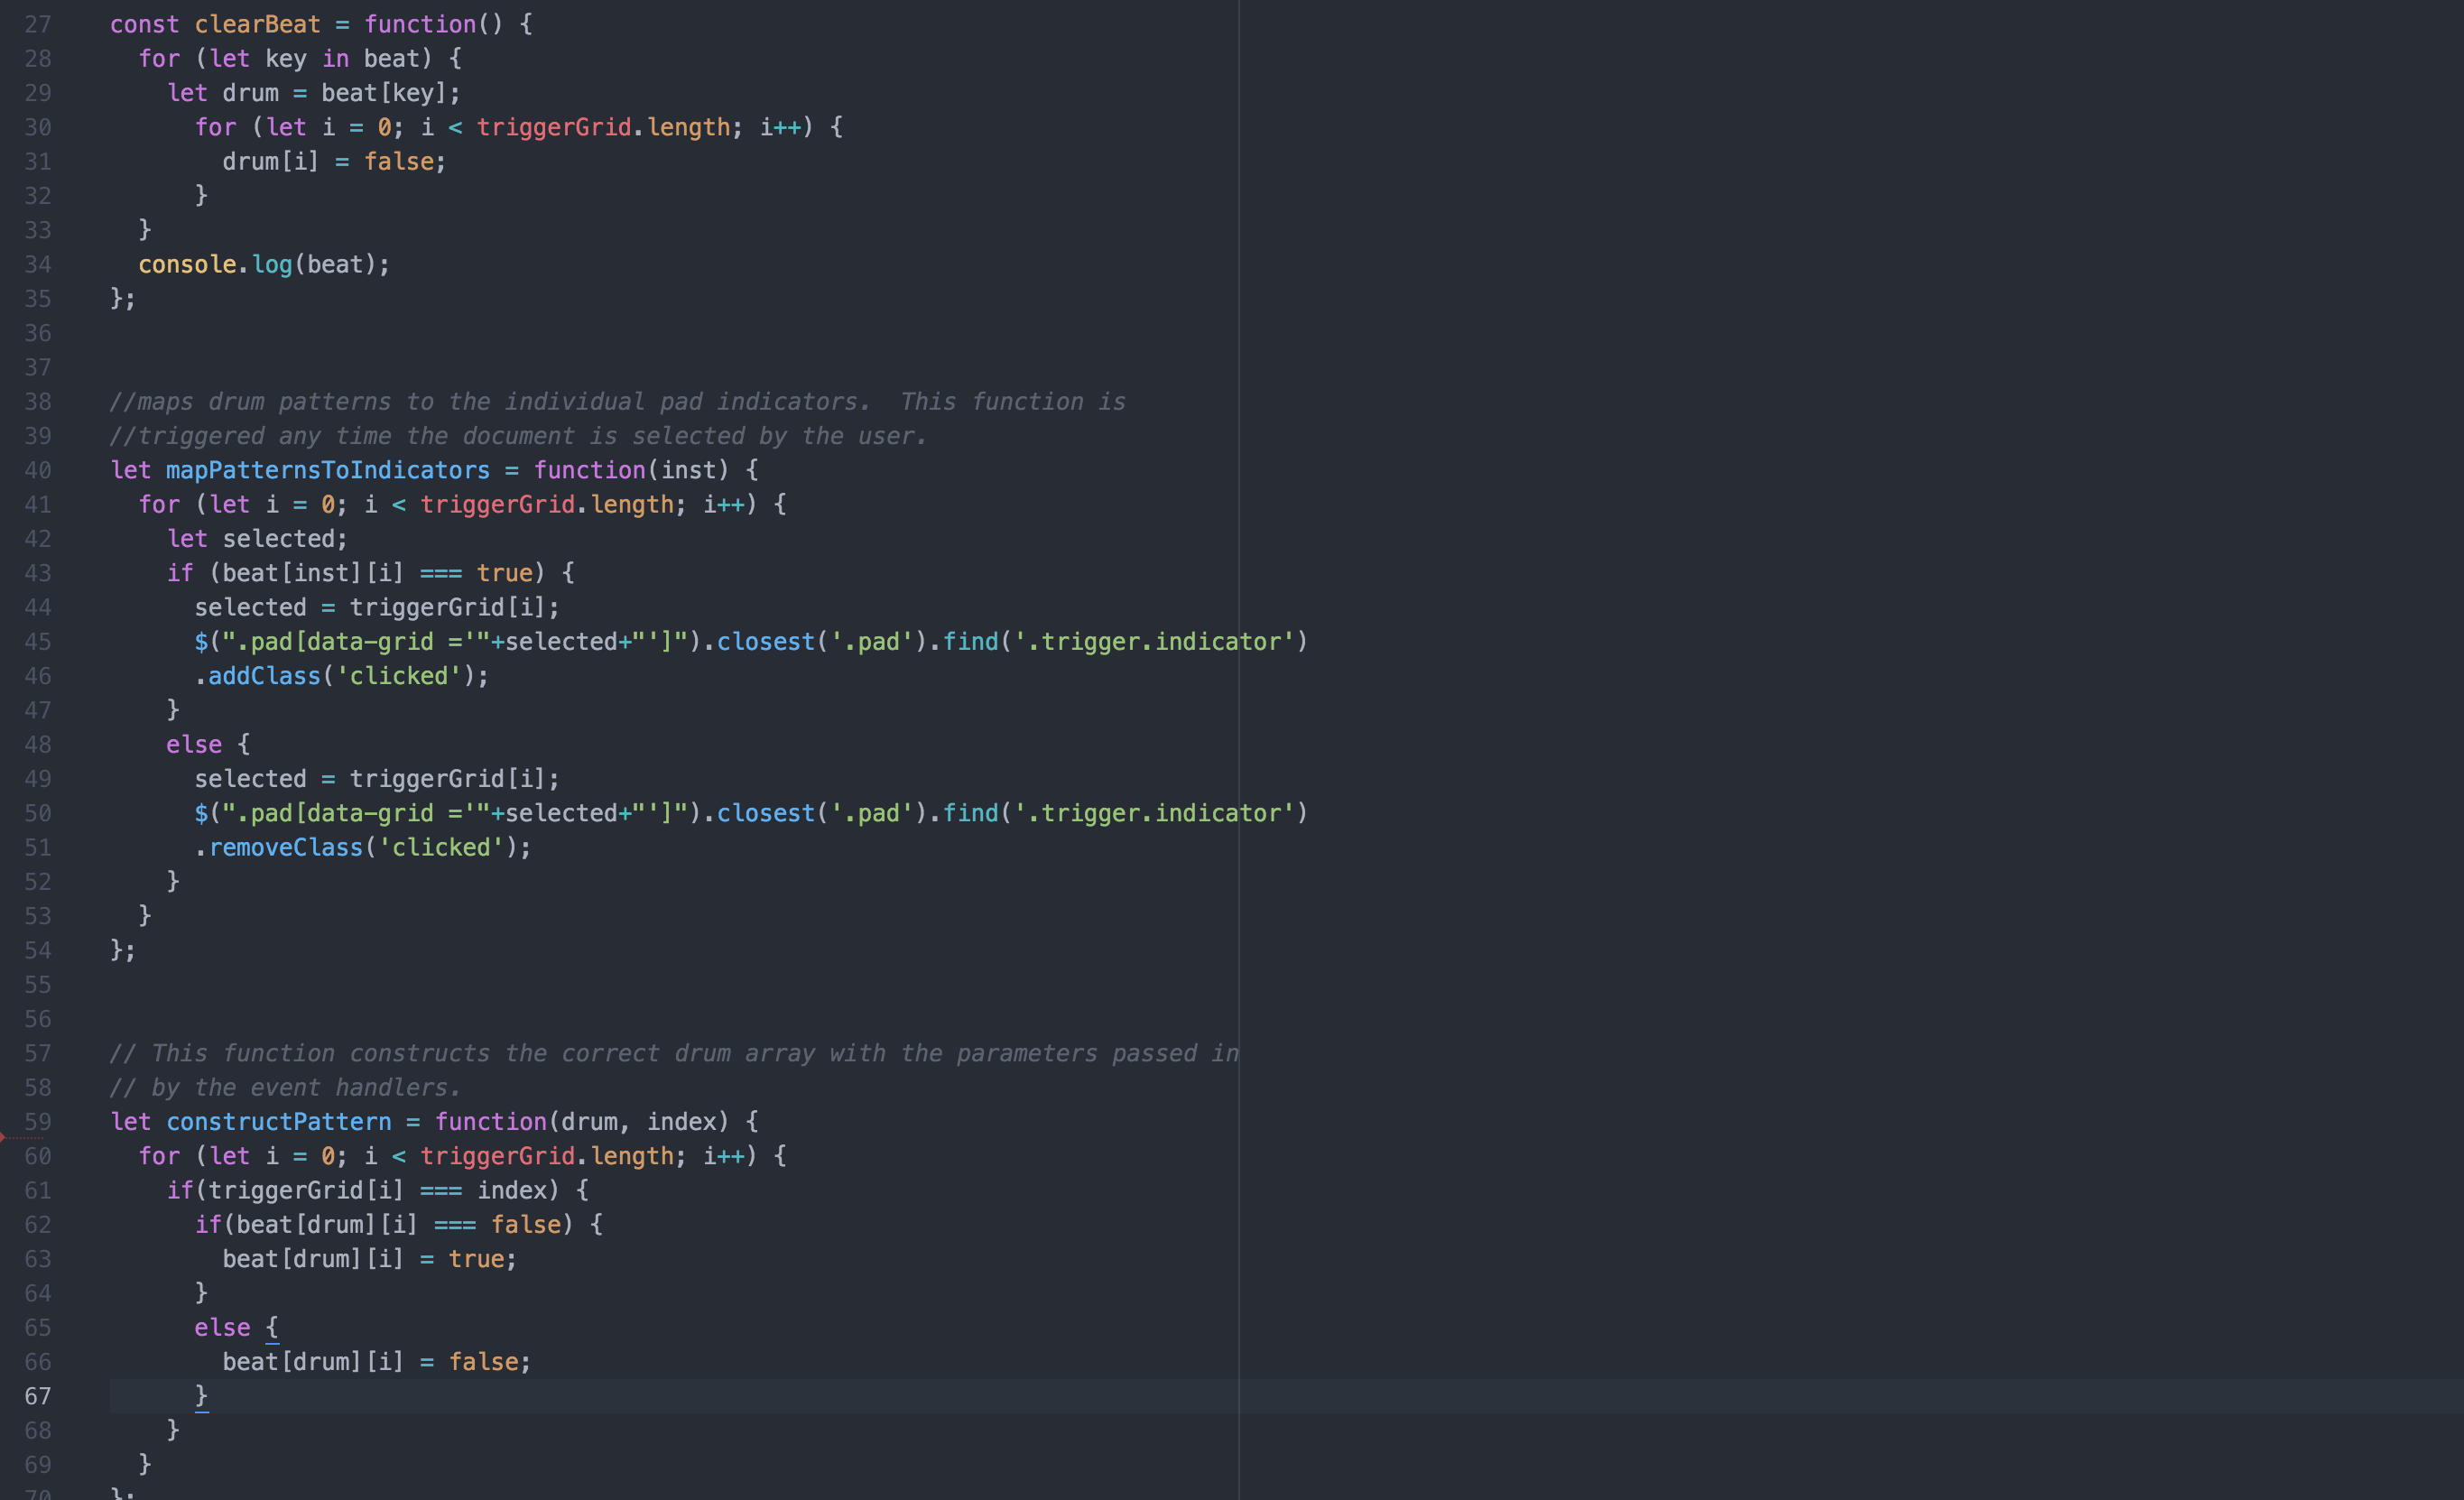 27 const clearBeat = function() {
28 for (let key in beat) {
29 let drum = beat[key];
30 for (let i = 0; i < triggerGrid.length; i++) {
31 drum[i] = false;
32 }
33 }
34 console.log(beat);
35 };
36
37
38 //maps drum patterns to the individual pad indicators.  This function is
39 //triggered any time the document is selected by the user.
40 let mapPatternsToIndicators = function(inst) {
41 for (let i = 0; i < triggerGrid.length; i++) {
42 let selected;
43 if (beat[inst][i] === true) {
44 selected = triggerGrid[i];
45 $(".pad[data-grid ='"+selected+"']").closest('.pad').find('.trigger.indicator')
46 .addClass('clicked');
47 }
48 else {
49 selected = triggerGrid[i];
50 $(".pad[data-grid ='"+selected+"']").closest('.pad').find('.trigger.indicator')
51 .removeClass('clicked');
52 }
53 }
54 };
55
56
57 // This function constructs the correct drum array with the parameters passed in
58 // by the event handlers.
59 let constructPattern = function(drum, index) {
60 for (let i = 0; i < triggerGrid.length; i++) {
61 if(triggerGrid[i] === index) {
62 if(beat[drum][i] === false) {
63 beat[drum][i] = true;
64 }
65 else {
66 beat[drum][i] = false;
67 }
68 }
69 }
70 };